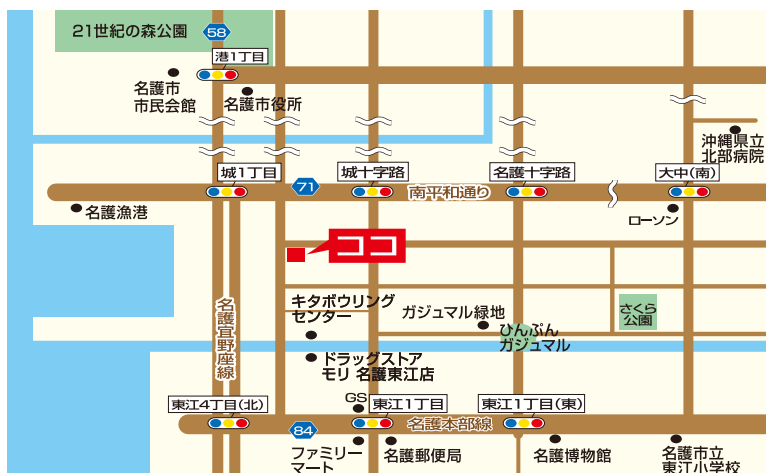 21世紀の森公園
58
港1丁目
名護市
市民会館
名護市役所
沖縄県立
北部病院
城1丁目
城十字路
名護十字路
大中(南)
71
南平和通り
名護漁港
ローソン
ココ
名護宜野座線
キタボウリング
センター
ガジュマル緑地
さくら
公園
ひんぷん
ガジュマル
ドラッグストア
モリ 名護東江店
GS
東江4丁目(北)
東江1丁目
東江1丁目(東)
84
名護本部線
ファミリー
マート
名護郵便局
名護博物館
名護市立
東江小学校